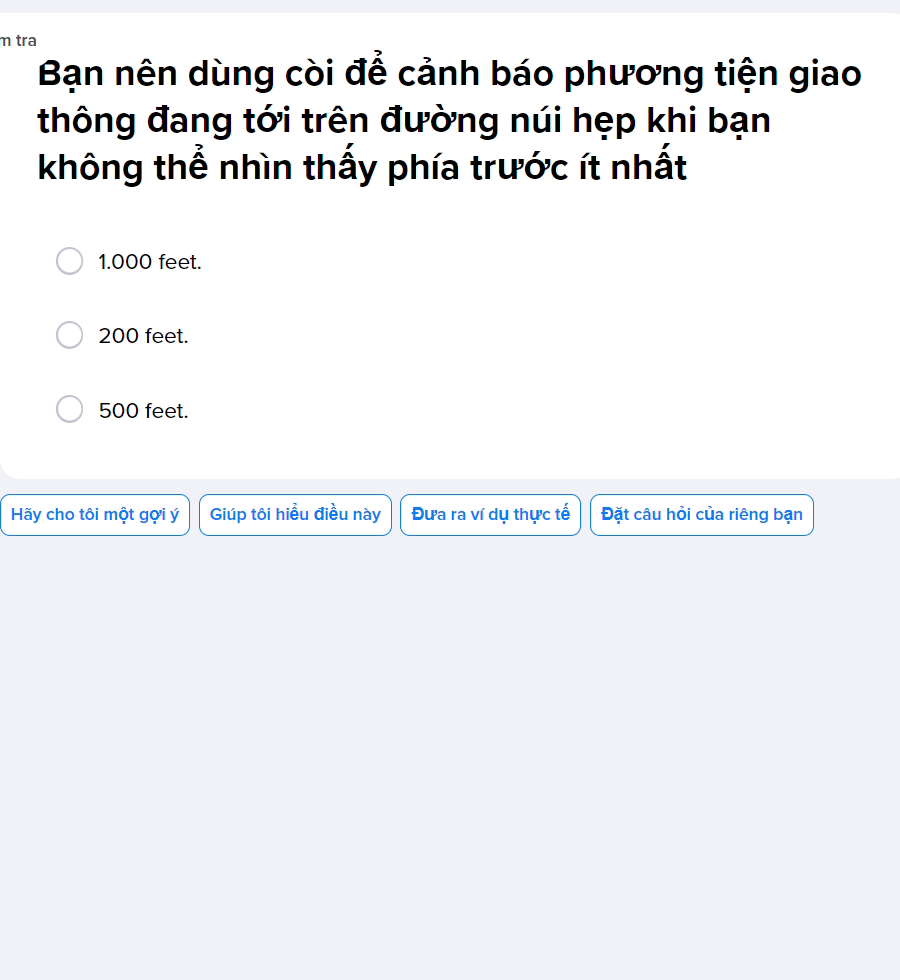 m tra
Bạn nên dùng còi để cảnh báo phương tiện giao
thông đang tới trên đường núi hẹp khi bạn
không thể nhìn thấy phía trước ít nhất
1.000 feet.
200 feet.
500 feet.
Hãy cho tôi một gợi ý
Giúp tôi hiểu điều này
Đưa ra ví dụ thực tế
Đặt câu hỏi của riêng bạn